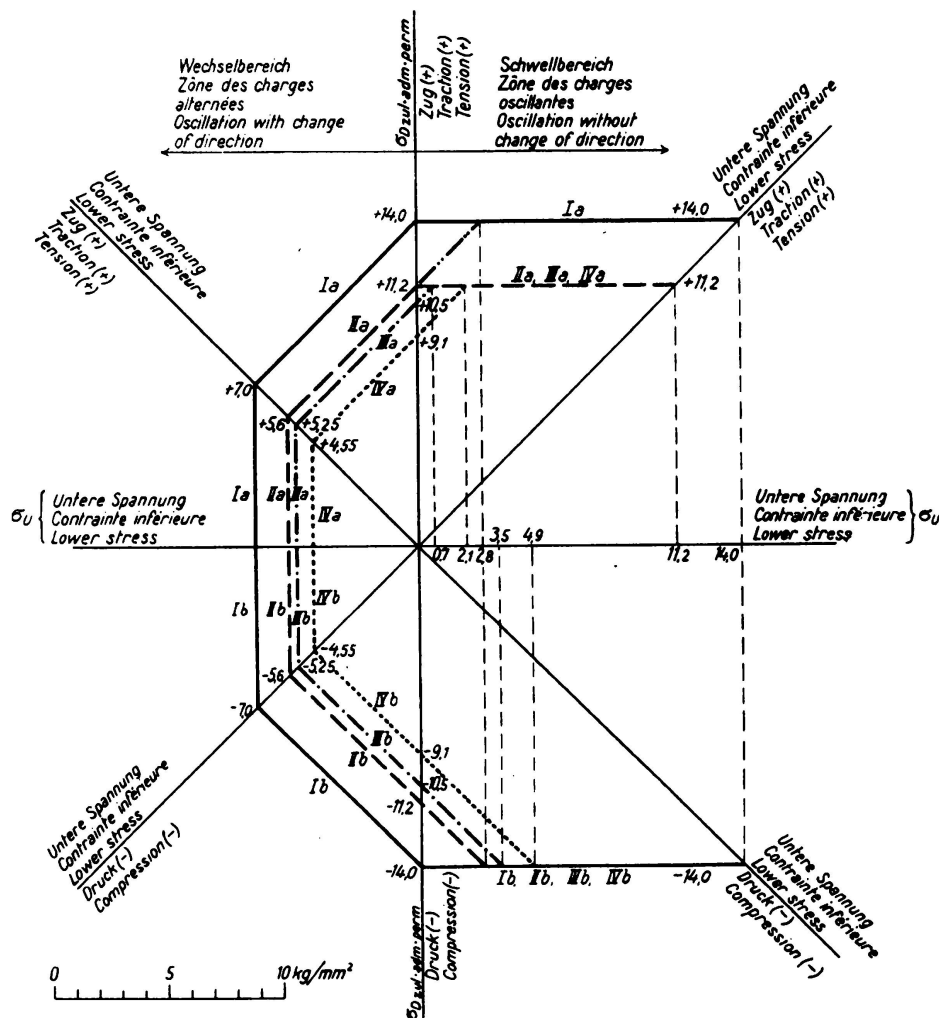 Wechselbereich
Zône des charges
alternées
Oscillation with change
of direction
σD zul·adm·perm
Zug (+)
Traction (+)
Tension (+)
Schwellbereich
Zône des charges
oscillantes
Oscillation without
change of direction
Untere Spannung
Contrainte inférieure
Lower stress
Zug (+)
Traction (+)
Tension (+)
Untere Spannung
Contrainte inférieure
Lower stress
Zug (+)
Traction (+)
Tension (+)
+14,0
Ia
+14,0
Ia
+11,2
IIa, IIIa, IVa
+11,2
+10,5
IIa
IIIa
+9,1
IVa
+7,0
+5,6
+5,25
+4,55
Ia
IIa
IIIa
IVa
σU { Untere Spannung
Contrainte inférieure
Lower stress
Untere Spannung } σU
Contrainte inférieure
Lower stress
0,7
2,1
2,8
3,5
4,9
11,2
14,0
Ib
IIb
IIIb
IVb
-4,55
-5,25
-5,6
-7,0
IVb
IIIb
IIb
Ib
-9,1
-10,5
-11,2
-14,0
Ib, IIb, IIIb, IVb
-14,0
Untere Spannung
Contrainte inférieure
Lower stress
Druck (-)
Compression (-)
Untere Spannung
Contrainte inférieure
Lower stress
Druck (-)
Compression (-)
σD zul·adm·perm
Druck (-)
Compression (-)
0 5 10 kg/mm²